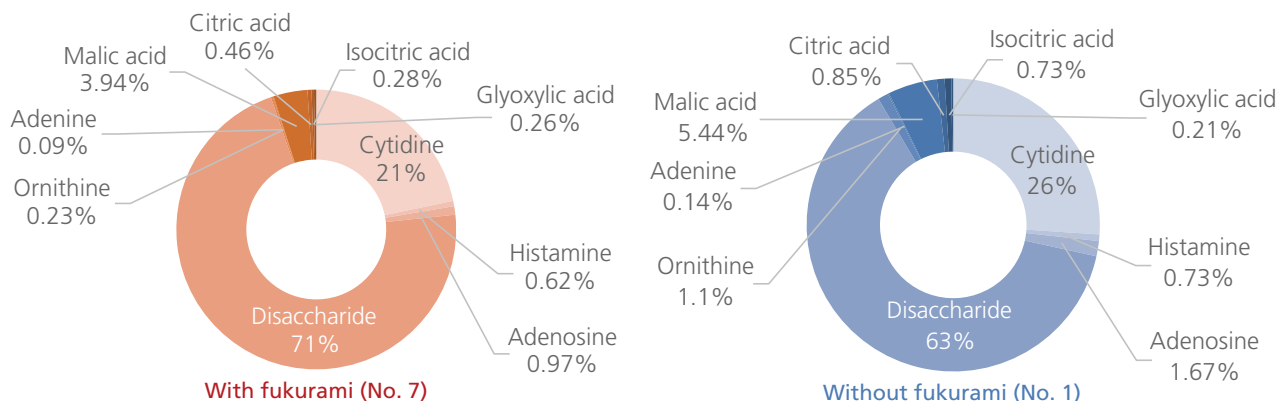 Citric acid
0.46%
Malic acid
3.94%
Isocitric acid
0.28%
Glyoxylic acid
0.26%
Adenine
0.09%
Cytidine
21%
Ornithine
0.23%
Histamine
0.62%
Disaccharide
71%
Adenosine
0.97%
With fukurami (No. 7)
Citric acid
0.85%
Isocitric acid
0.73%
Malic acid
5.44%
Glyoxylic acid
0.21%
Adenine
0.14%
Cytidine
26%
Ornithine
1.1%
Histamine
0.73%
Disaccharide
63%
Adenosine
1.67%
Without fukurami (No. 1)